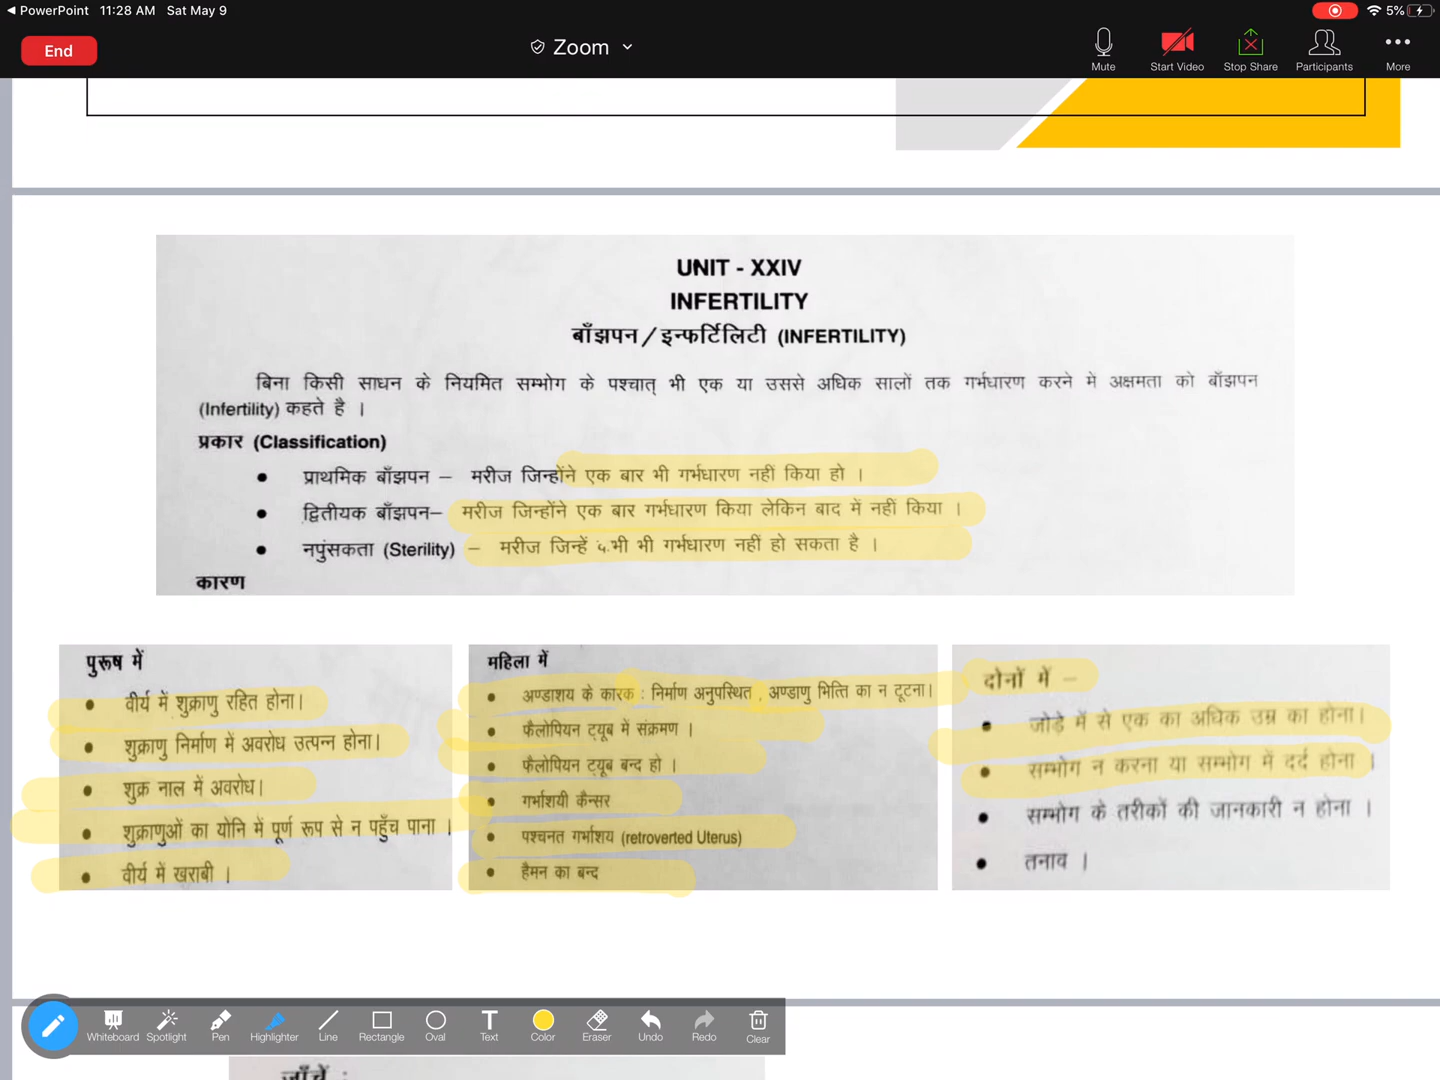 PowerPoint 11:28 AM Sat May 9
5%
End
Zoom
Mute
Start Video
Stop Share
Participants
More
UNIT - XXIV
INFERTILITY
बाँझपन / इन्फर्टिलिटी (INFERTILITY)
बिना किसी साधन के नियमित सम्भोग के पश्चात् भी एक या उससे अधिक सालों तक गर्भधारण करने में अक्षमता को बाँझपन
(Infertility) कहते है ।
प्रकार (Classification)
• प्राथमिक बाँझपन – मरीज जिन्होंने एक बार भी गर्भधारण नहीं किया हो ।
• द्वितीयक बाँझपन– मरीज जिन्होंने एक बार गर्भधारण किया लेकिन बाद में नहीं किया ।
• नपुंसकता (Sterility) – मरीज जिन्हें भी गर्भधारण नहीं हो सकता है ।
कारण
पुरूष में
• वीर्य में शुक्राणु रहित होना।
• शुक्राणु निर्माण में अवरोध उत्पन्न होना।
• शुक्र नाल में अवरोध।
• शुक्राणुओं का योनि में पूर्ण रूप से न पहुँच पाना ।
• वीर्य में खराबी ।
महिला में
• अण्डाशय के कारक : निर्माण अनुपस्थित , अण्डाणु भित्ति का न टूटना।
• फैलोपियन ट्यूब में संक्रमण ।
• फैलोपियन ट्यूब बन्द हो ।
• गर्भाशयी कैन्सर
• पश्चनत गर्भाशय (retroverted Uterus)
• हैमन का बन्द
दोनों में –
• जोड़े में से एक का अधिक उम्र का होना।
• सम्भोग न करना या सम्भोग में दर्द होना ।
• सम्भोग के तरीकों की जानकारी न होना ।
• तनाव ।
Whiteboard
Spotlight
Pen
Highlighter
Line
Rectangle
Oval
Text
Color
Eraser
Undo
Redo
Clear
जाँचें :